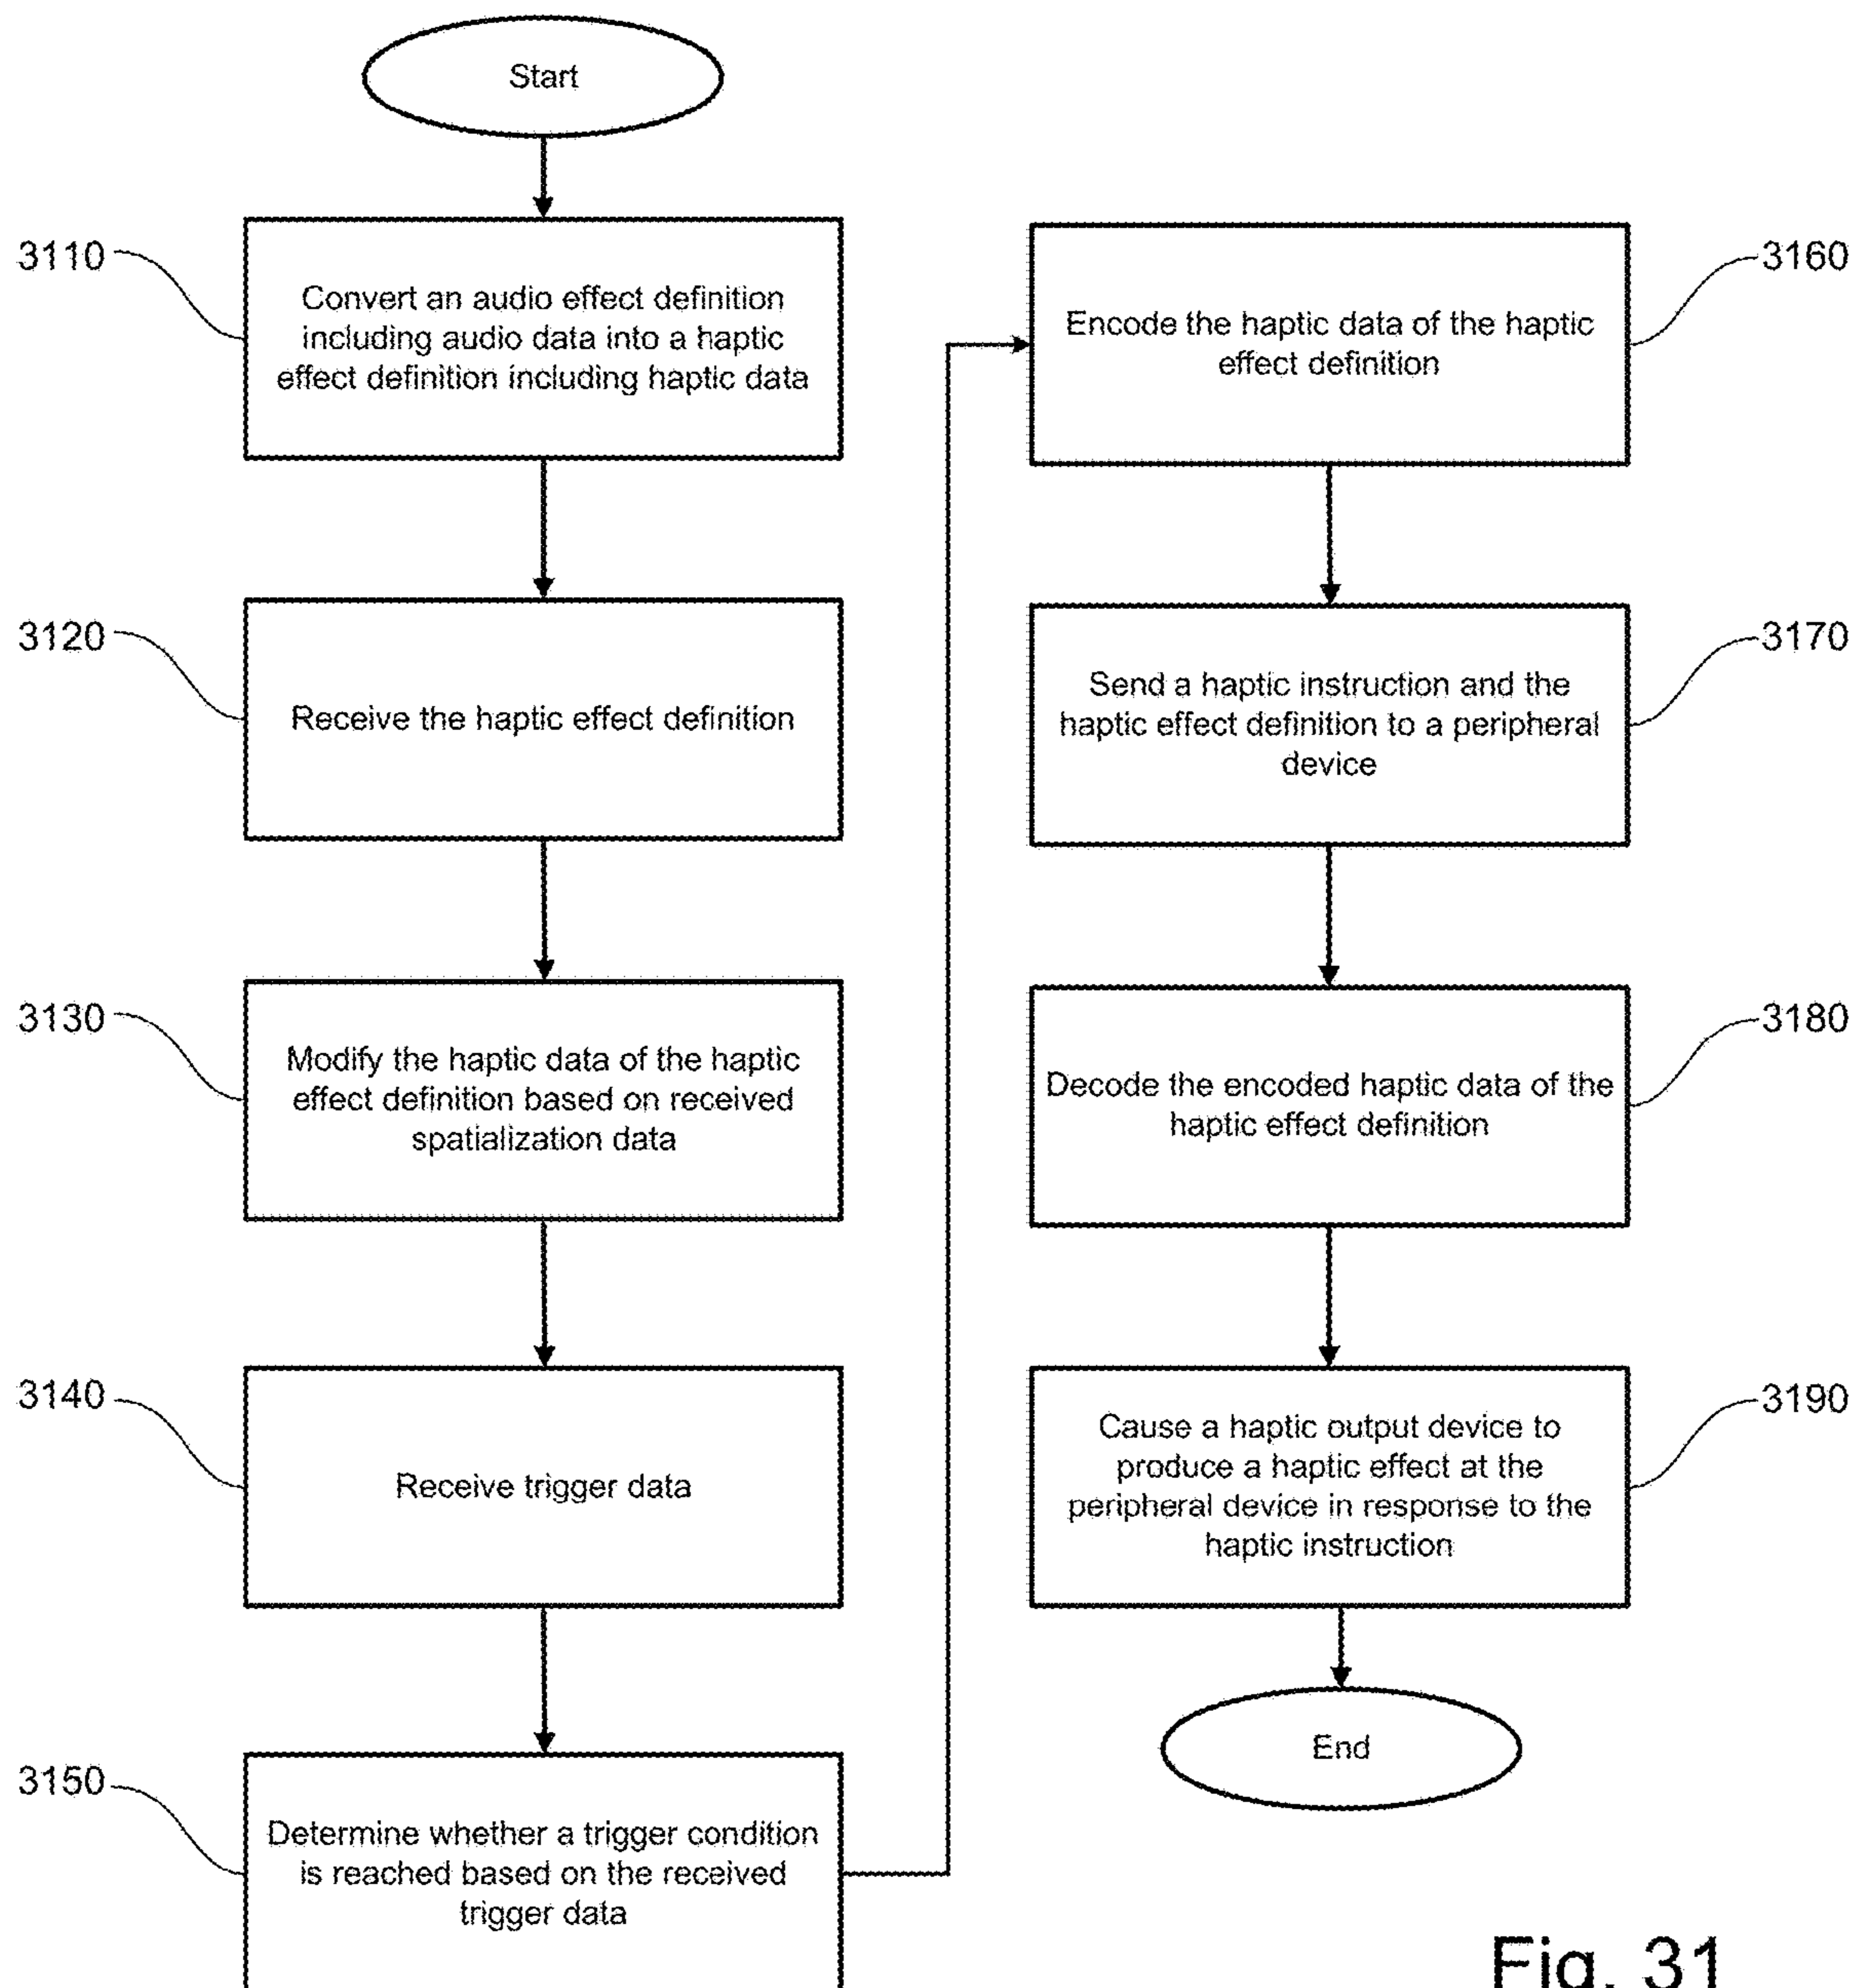 Start
3110
Convert an audio effect definition
including audio data into a haptic
effect definition including haptic data
3120
Receive the haptic effect definition
3130
Modify the haptic data of the haptic
effect definition based on received
spatialization data
3140
Receive trigger data
3150
Determine whether a trigger condition
is reached based on the received
trigger data
3160
Encode the haptic data of the haptic
effect definition
3170
Send a haptic instruction and the
haptic effect definition to a peripheral
device
3180
Decode the encoded haptic data of the
haptic effect definition
3190
Cause a haptic output device to
produce a haptic effect at the
peripheral device in response to the
haptic instruction
End
Fig. 31